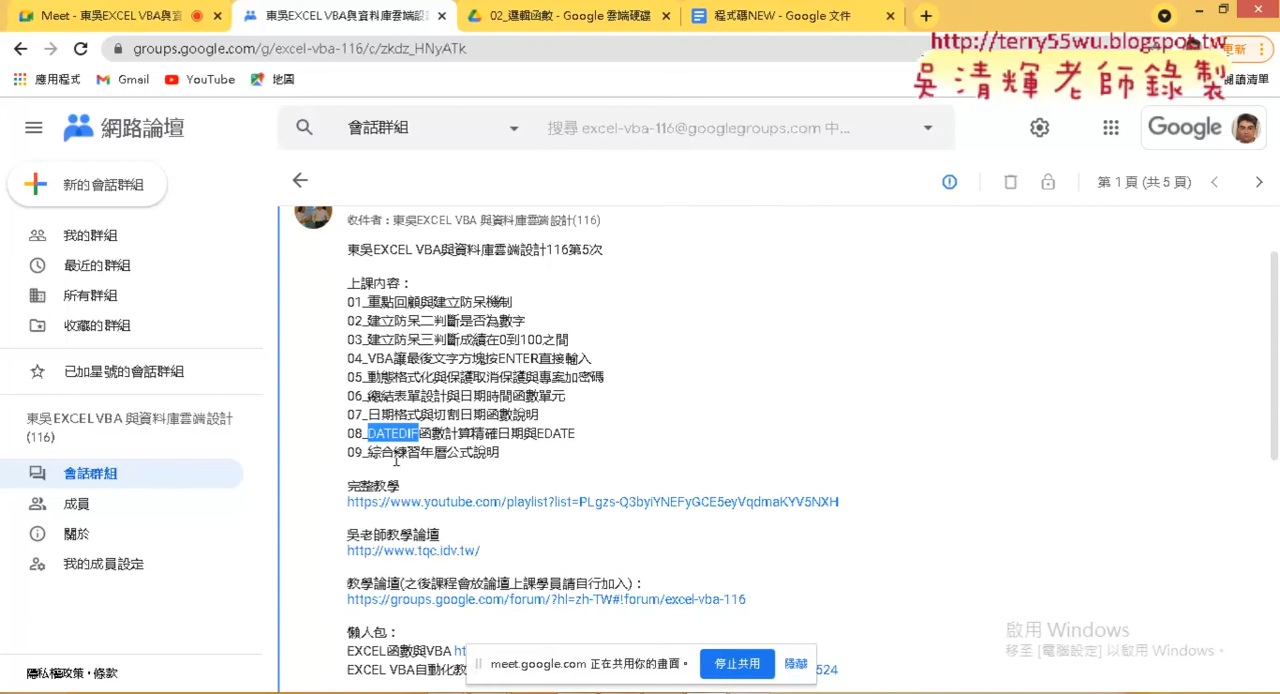 Meet - 東吳EXCEL VBA與資
東吳EXCEL VBA與資料庫雲端設
02_邏輯函數 - Google 雲端硬碟
程式碼NEW - Google 文件
groups.google.com/g/excel-vba-116/c/zkdz_HNyATk
http://terry55wu.blogspot.tw
更新
應用程式
Gmail
YouTube
地圖
吳清輝老師錄製
閱讀清單
網路論壇
會話群組
搜尋 excel-vba-116@googlegroups.com 中...
Google
新的會話群組
第 1 頁 (共 5 頁)
我的群組
最近的群組
所有群組
收藏的群組
已加星號的會話群組
東吳EXCEL VBA 與資料庫雲端設計
(116)
會話群組
成員
關於
我的成員設定
隱私權政策・條款
收件者：東吳EXCEL VBA 與資料庫雲端設計(116)
東吳EXCEL VBA與資料庫雲端設計116第5次
上課內容：
01_重點回顧與建立防呆機制
02_建立防呆二判斷是否為數字
03_建立防呆三判斷成績在0到100之間
04_VBA讓最後文字方塊按ENTER直接輸入
05_動態格式化與保護取消保護與專案加密碼
06_總結表單設計與日期時間函數單元
07_日期格式與切割日期函數說明
08_DATEDIF函數計算精確日期與EDATE
09_綜合練習年曆公式說明
完整教學
https://www.youtube.com/playlist?list=PLgzs-Q3byiYNEFyGCE5eyVqdmaKYV5NXH
吳老師教學論壇
http://www.tqc.idv.tw/
教學論壇(之後課程會放論壇上課學員請自行加入)：
https://groups.google.com/forum/?hl=zh-TW#!forum/excel-vba-116
懶人包：
EXCEL函數與VBA ht
EXCEL VBA自動化教
524
meet.google.com 正在共用你的畫面。
停止共用
隱藏
啟用 Windows
移至 [電腦設定] 以啟用 Windows。